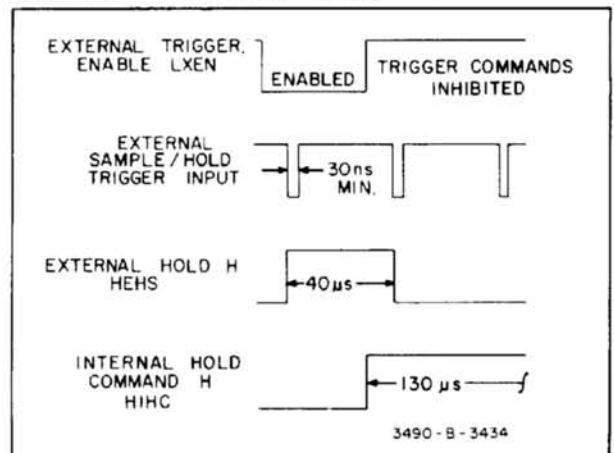 EXTERNAL TRIGGER,
ENABLE LXEN
ENABLED
TRIGGER COMMANDS
INHIBITED
EXTERNAL
SAMPLE/HOLD
TRIGGER INPUT
30ns
MIN.
EXTERNAL HOLD H
HEHS
40μs
INTERNAL HOLD
COMMAND H
HIHC
130 μs
3490-B-3434